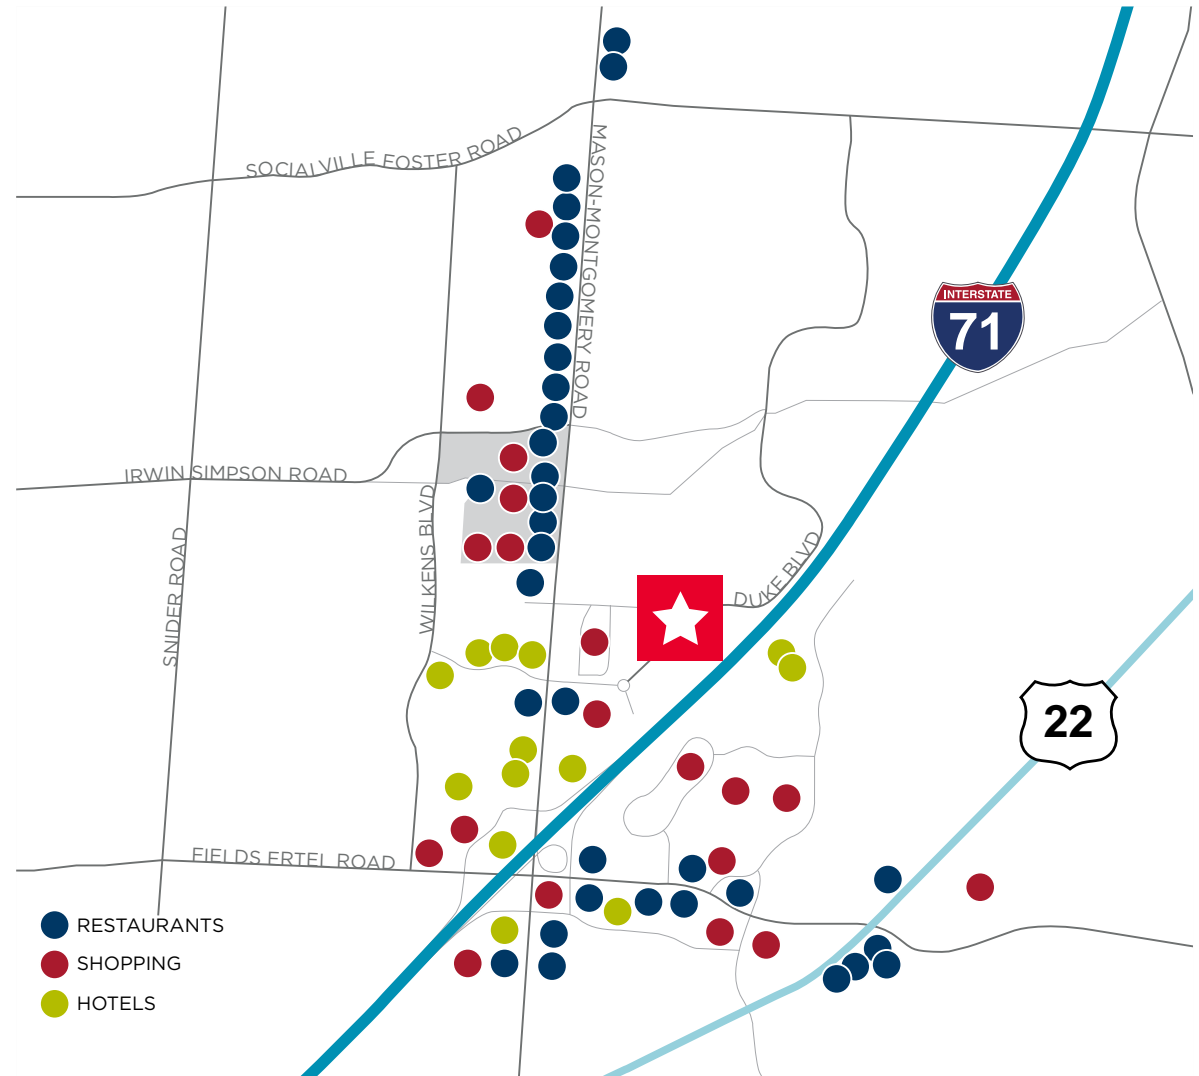 SOCIALVILLE FOSTER ROAD
MASON-MONTGOMERY ROAD
INTERSTATE
71
IRWIN SIMPSON ROAD
WILKENS BLVD
SNIDER ROAD
DUKE BLVD
22
FIELDS ERTEL ROAD
RESTAURANTS
SHOPPING
HOTELS